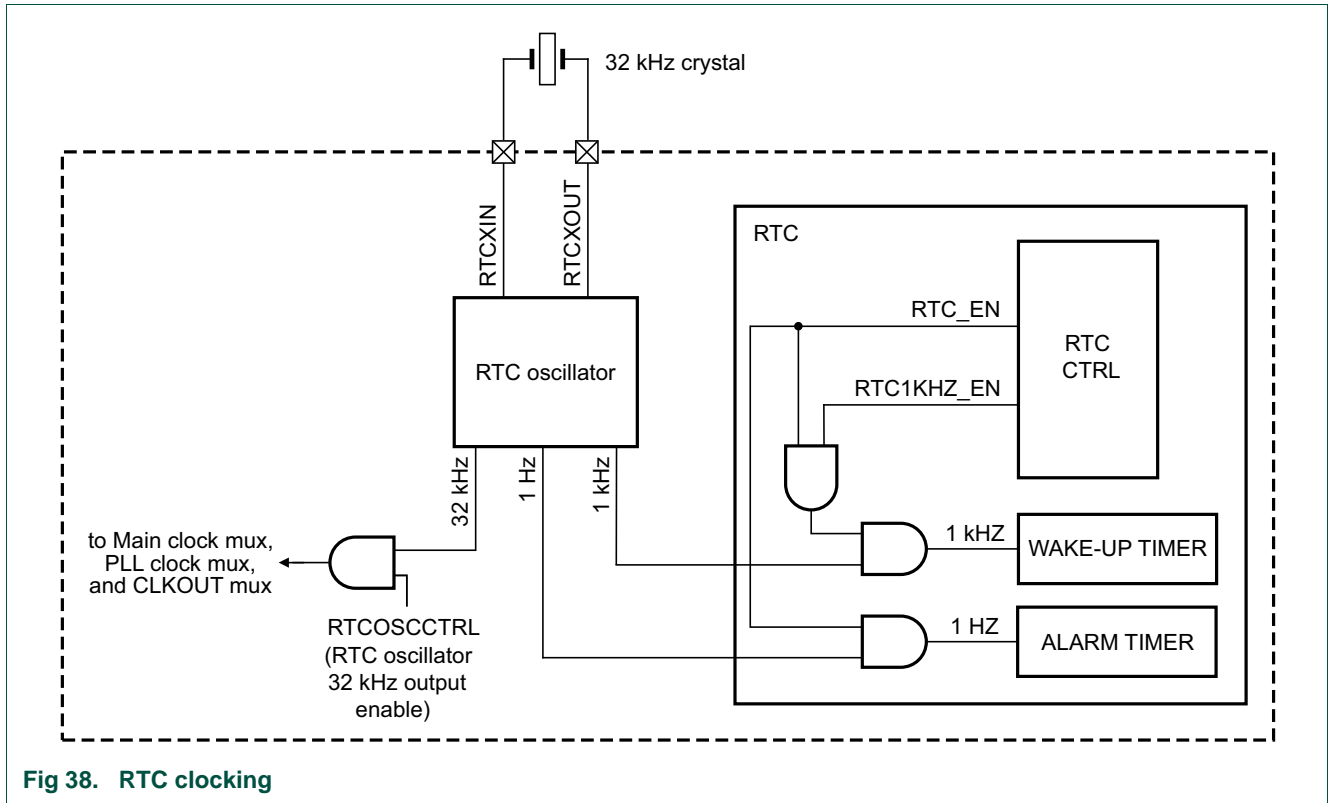 32 kHz crystal
RTCXIN
RTCXOUT
RTC
RTC_EN
RTC
CTRL
RTC oscillator
RTC1KHZ_EN
32 kHz
1 Hz
1 kHz
1 kHZ
WAKE-UP TIMER
to Main clock mux,
PLL clock mux,
and CLKOUT mux
RTCOSCCTRL
(RTC oscillator
32 kHz output
enable)
1 HZ
ALARM TIMER
Fig 38. RTC clocking